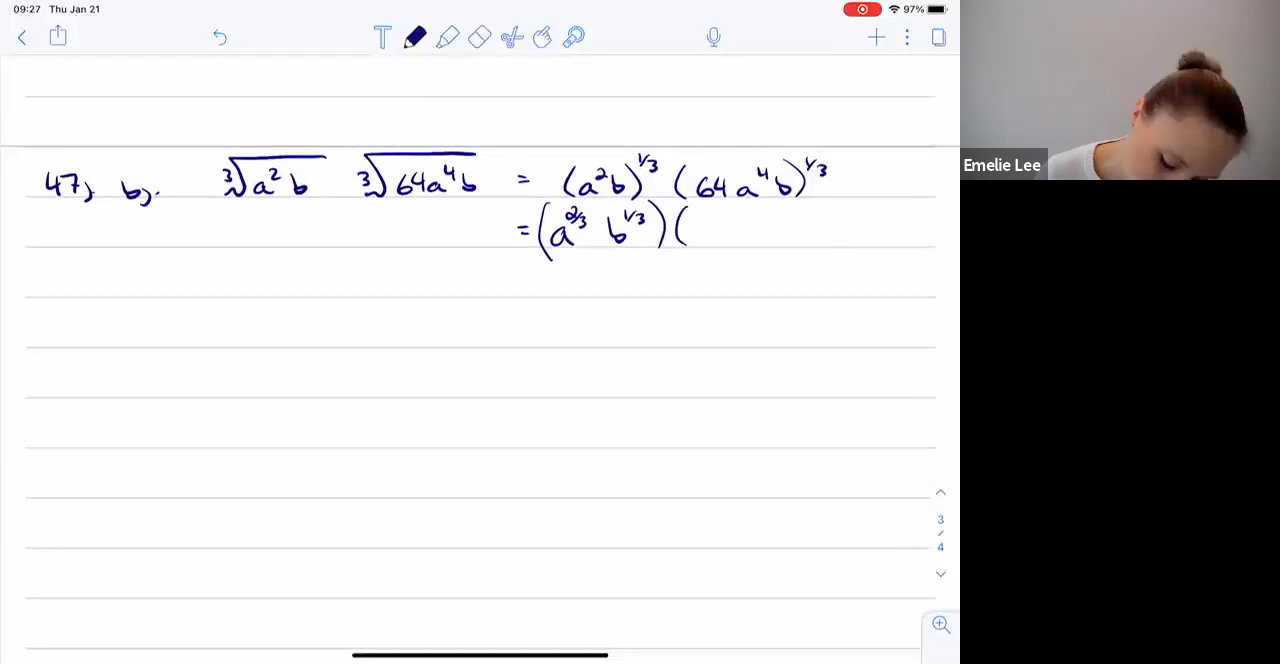 09:27 Thu Jan 21
97%
Emelie Lee
47, b, ∛(a²b) ∛(64a⁴b) = (a²b)^1/3 (64a⁴b)^1/3
= (a^2/3 b^1/3) (
T
3
/
4